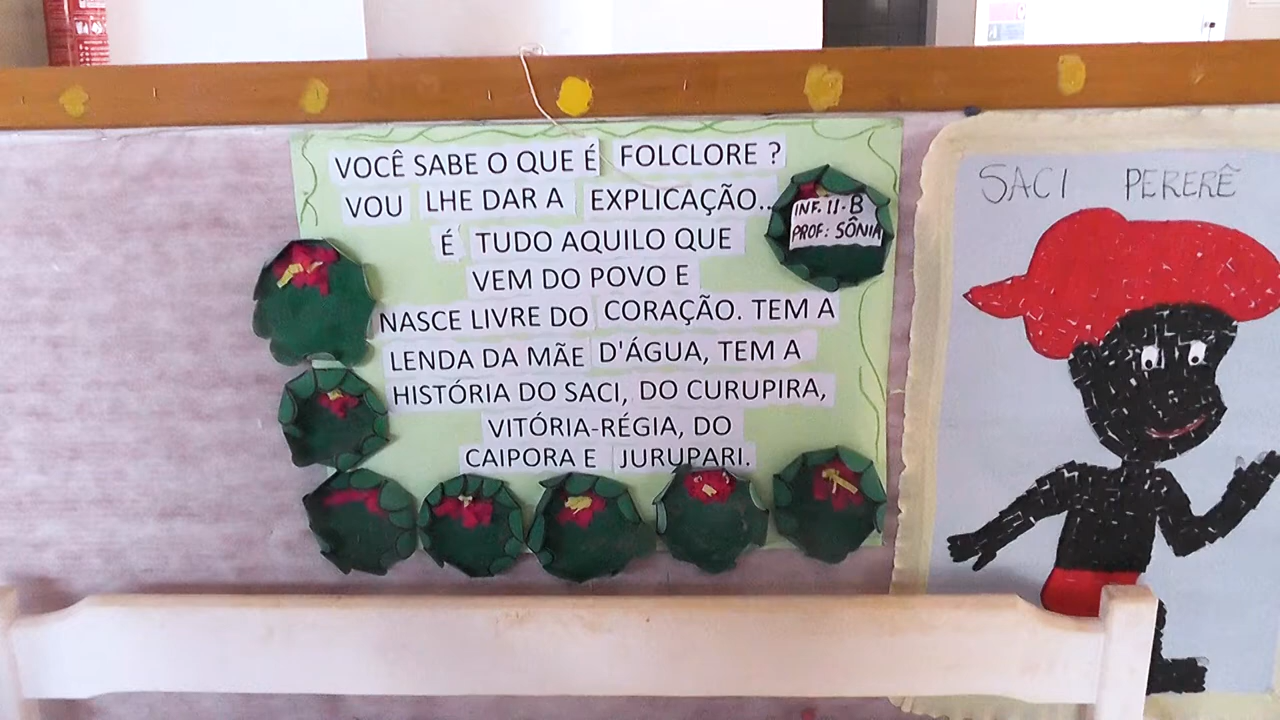 VOCÊ SABE O QUE É FOLCLORE ?
VOU LHE DAR A EXPLICAÇÃO...
É TUDO AQUILO QUE
VEM DO POVO E
NASCE LIVRE DO CORAÇÃO. TEM A
LENDA DA MÃE D'ÁGUA, TEM A
HISTÓRIA DO SACI, DO CURUPIRA,
VITÓRIA-RÉGIA, DO
CAIPORA E JURUPARI.
INF. II-B
PROF: SÔNIA
SACI PERERÊ